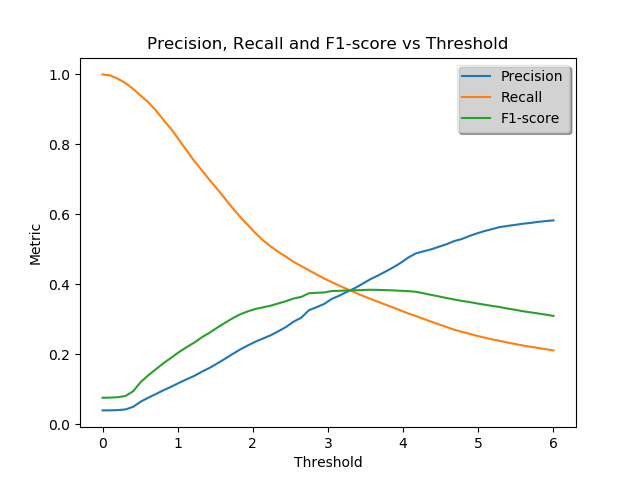 Precision, Recall and F1-score vs Threshold
1.0
0.8
0.6
0.4
0.2
0.0
Metric
Precision
Recall
F1-score
0 1 2 3 4 5 6
Threshold